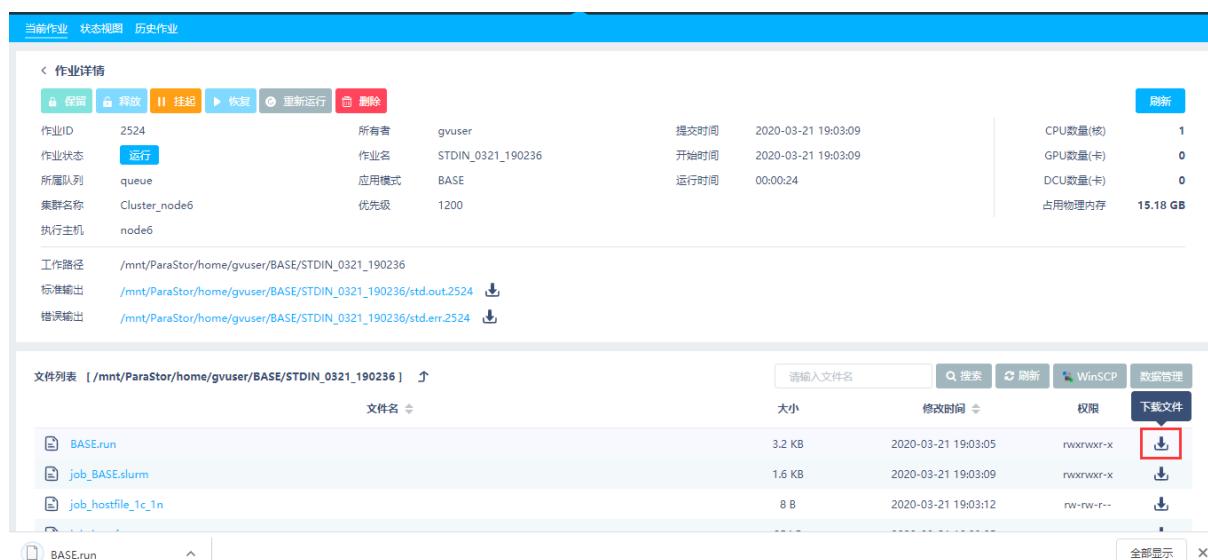 当前作业 状态视图 历史作业
< 作业详情
保留 释放 挂起 恢复 重新运行 删除 刷新
作业ID 2524 所有者 gvuser 提交时间 2020-03-21 19:03:09 CPU数量(核) 1
作业状态 运行 作业名 STDIN_0321_190236 开始时间 2020-03-21 19:03:09 GPU数量(卡) 0
所属队列 queue 应用模式 BASE 运行时间 00:00:24 DCU数量(卡) 0
集群名称 Cluster_node6 优先级 1200 占用物理内存 15.18 GB
执行主机 node6
工作路径 /mnt/ParaStor/home/gvuser/BASE/STDIN_0321_190236
标准输出 /mnt/ParaStor/home/gvuser/BASE/STDIN_0321_190236/std.out.2524
错误输出 /mnt/ParaStor/home/gvuser/BASE/STDIN_0321_190236/std.err.2524
文件列表 [ /mnt/ParaStor/home/gvuser/BASE/STDIN_0321_190236 ] 请输入文件名 搜索 刷新 WinSCP 数据管理
文件名 大小 修改时间 权限 下载文件
BASE.run 3.2 KB 2020-03-21 19:03:05 rwxrwxr-x
job_BASE.slurm 1.6 KB 2020-03-21 19:03:09 rwxrwxr-x
job_hostfile_1c_1n 8 B 2020-03-21 19:03:12 rw-rw-r--
BASE.run 全部显示